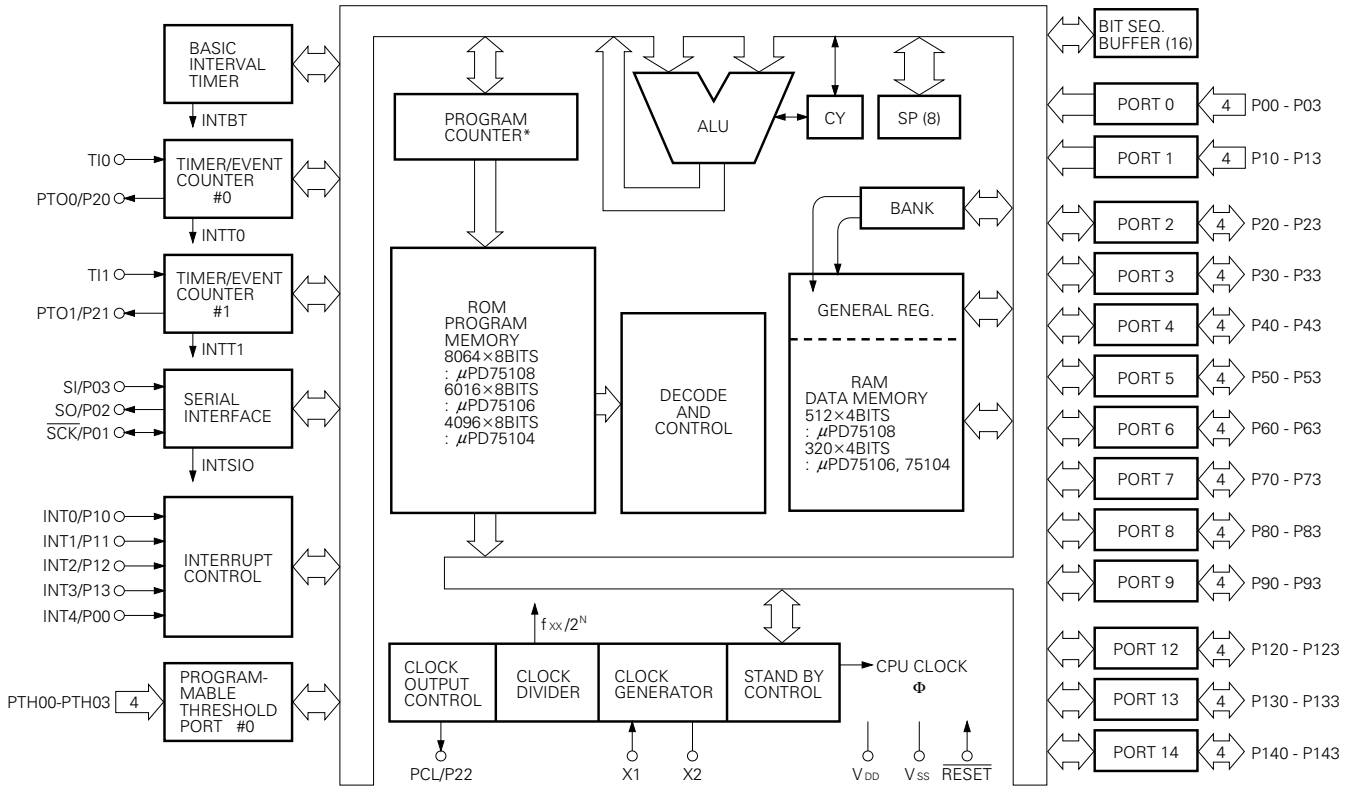 BASIC
INTERVAL
TIMER
INTBT
TI0
PTO0/P20
TIMER/EVENT
COUNTER
#0
INTT0
TI1
PTO1/P21
TIMER/EVENT
COUNTER
#1
INTT1
SI/P03
SO/P02
SCK/P01
SERIAL
INTERFACE
INTSIO
INT0/P10
INT1/P11
INT2/P12
INT3/P13
INT4/P00
INTERRUPT
CONTROL
PTH00-PTH03
4
PROGRAM-
MABLE
THRESHOLD
PORT #0
PROGRAM
COUNTER*
ALU
CY
SP (8)
BANK
ROM
PROGRAM
MEMORY
8064×8BITS
: μPD75108
6016×8BITS
: μPD75106
4096×8BITS
: μPD75104
DECODE
AND
CONTROL
GENERAL REG.
RAM
DATA MEMORY
512×4BITS
: μPD75108
320×4BITS
: μPD75106, 75104
fxx/2ᴺ
CLOCK
OUTPUT
CONTROL
CLOCK
DIVIDER
CLOCK
GENERATOR
STAND BY
CONTROL
CPU CLOCK
Φ
PCL/P22
X1
X2
VDD
VSS
RESET
BIT SEQ.
BUFFER (16)
PORT 0 4 P00 - P03
PORT 1 4 P10 - P13
PORT 2 4 P20 - P23
PORT 3 4 P30 - P33
PORT 4 4 P40 - P43
PORT 5 4 P50 - P53
PORT 6 4 P60 - P63
PORT 7 4 P70 - P73
PORT 8 4 P80 - P83
PORT 9 4 P90 - P93
PORT 12 4 P120 - P123
PORT 13 4 P130 - P133
PORT 14 4 P140 - P143